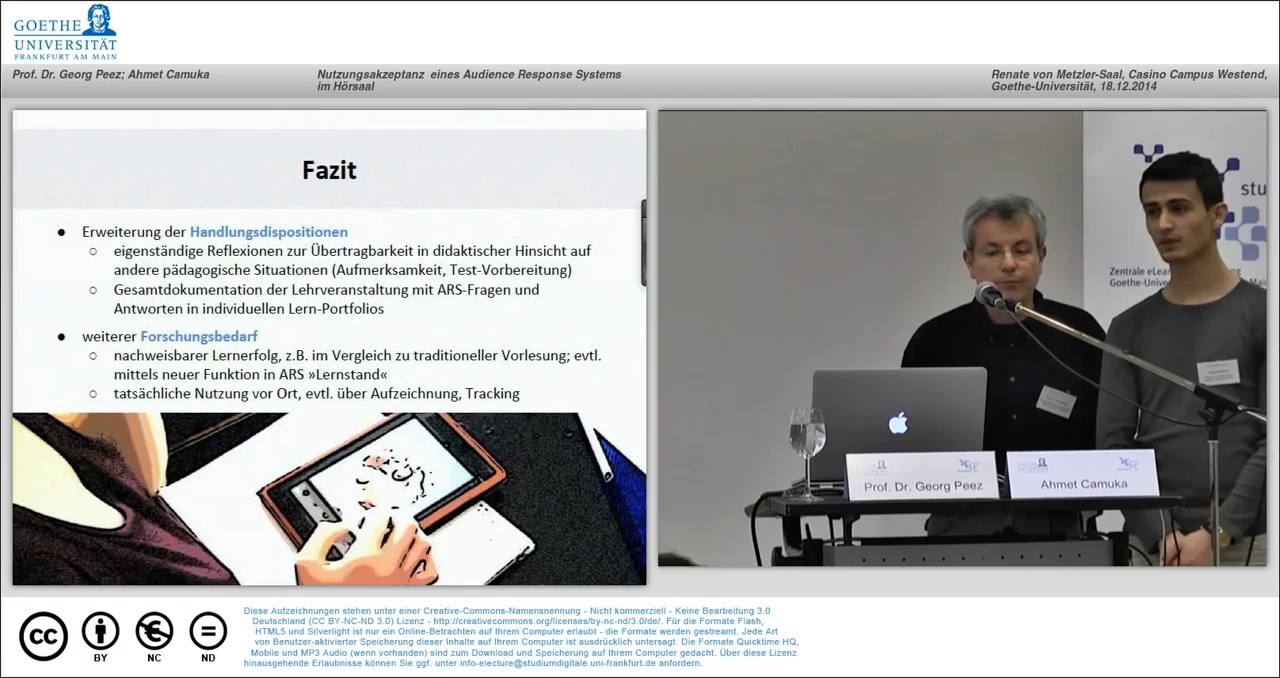 GOETHE
UNIVERSITÄT
FRANKFURT AM MAIN
Prof. Dr. Georg Peez; Ahmet Camuka
Nutzungsakzeptanz eines Audience Response Systems
im Hörsaal
Renate von Metzler-Saal, Casino Campus Westend,
Goethe-Universität, 18.12.2014
Fazit
● Erweiterung der Handlungsdispositionen
○ eigenständige Reflexionen zur Übertragbarkeit in didaktischer Hinsicht auf
andere pädagogische Situationen (Aufmerksamkeit, Test-Vorbereitung)
○ Gesamtdokumentation der Lehrveranstaltung mit ARS-Fragen und
Antworten in individuellen Lern-Portfolios
● weiterer Forschungsbedarf
○ nachweisbarer Lernerfolg, z.B. im Vergleich zu traditioneller Vorlesung; evtl.
mittels neuer Funktion in ARS »Lernstand«
○ tatsächliche Nutzung vor Ort, evtl. über Aufzeichnung, Tracking
stu
Zentrale eLea
Goethe-Unive
Prof. Dr. Georg Peez
Ahmet Camuka
cc
BY
NC
ND
Diese Aufzeichnungen stehen unter einer Creative-Commons-Namensnennung - Nicht kommerziell - Keine Bearbeitung 3.0
Deutschland (CC BY-NC-ND 3.0) Lizenz - http://creativecommons.org/licenses/by-nc-nd/3.0/de/. Für die Formate Flash,
HTML5 und Silverlight ist nur ein Online-Betrachten auf Ihrem Computer erlaubt - die Formate werden gestreamt. Jede Art
von Benutzer-aktivierter Speicherung dieser Inhalte auf Ihrem Computer ist ausdrücklich untersagt. Die Formate Quicktime HQ,
Mobile und MP3 Audio (wenn vorhanden) sind zum Download und Speicherung auf Ihrem Computer gedacht. Über diese Lizenz
hinausgehende Erlaubnisse können Sie ggf. unter info-electure@studiumdigitale.uni-frankfurt.de anfordern.